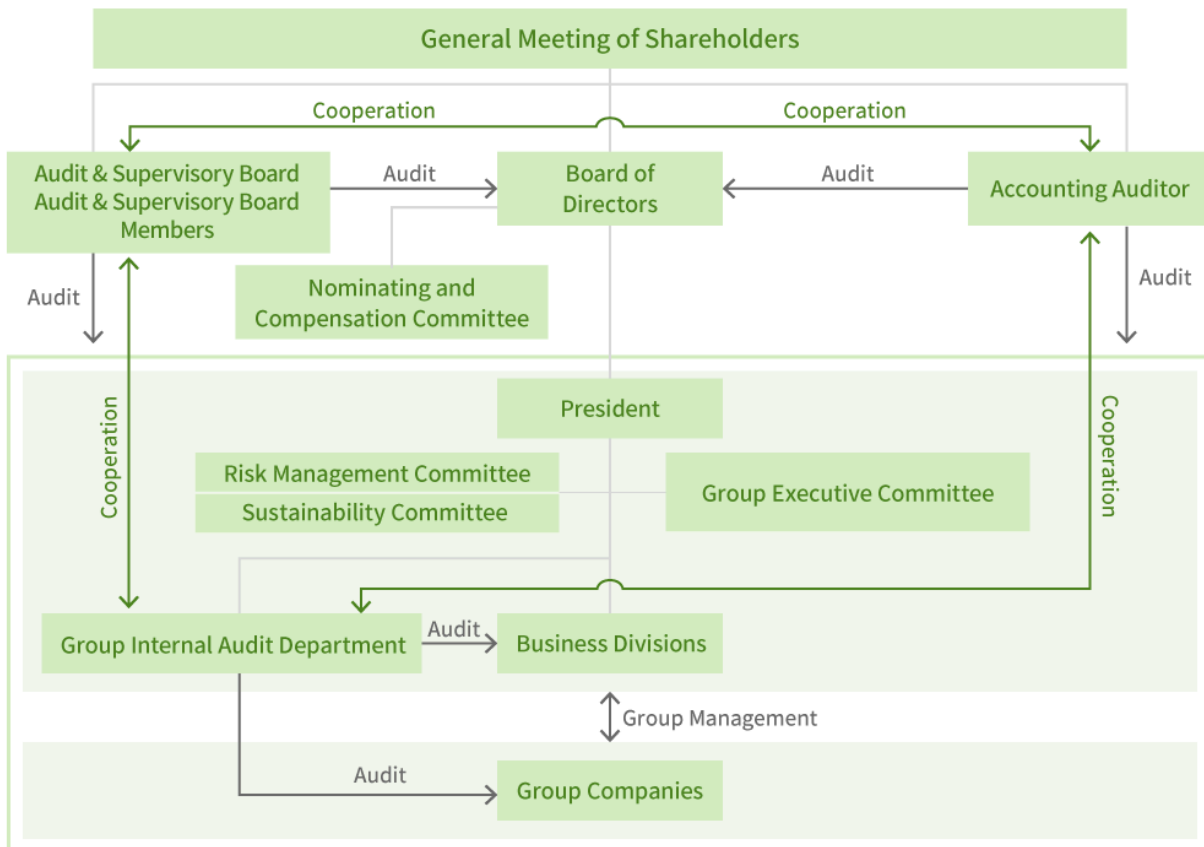 General Meeting of Shareholders
Cooperation
Cooperation
Audit & Supervisory Board
Audit & Supervisory Board
Members
Audit
Board of
Directors
Audit
Accounting Auditor
Audit
Nominating and
Compensation Committee
Audit
President
Cooperation
Risk Management Committee
Sustainability Committee
Group Executive Committee
Cooperation
Group Internal Audit Department
Audit
Business Divisions
Group Management
Audit
Group Companies